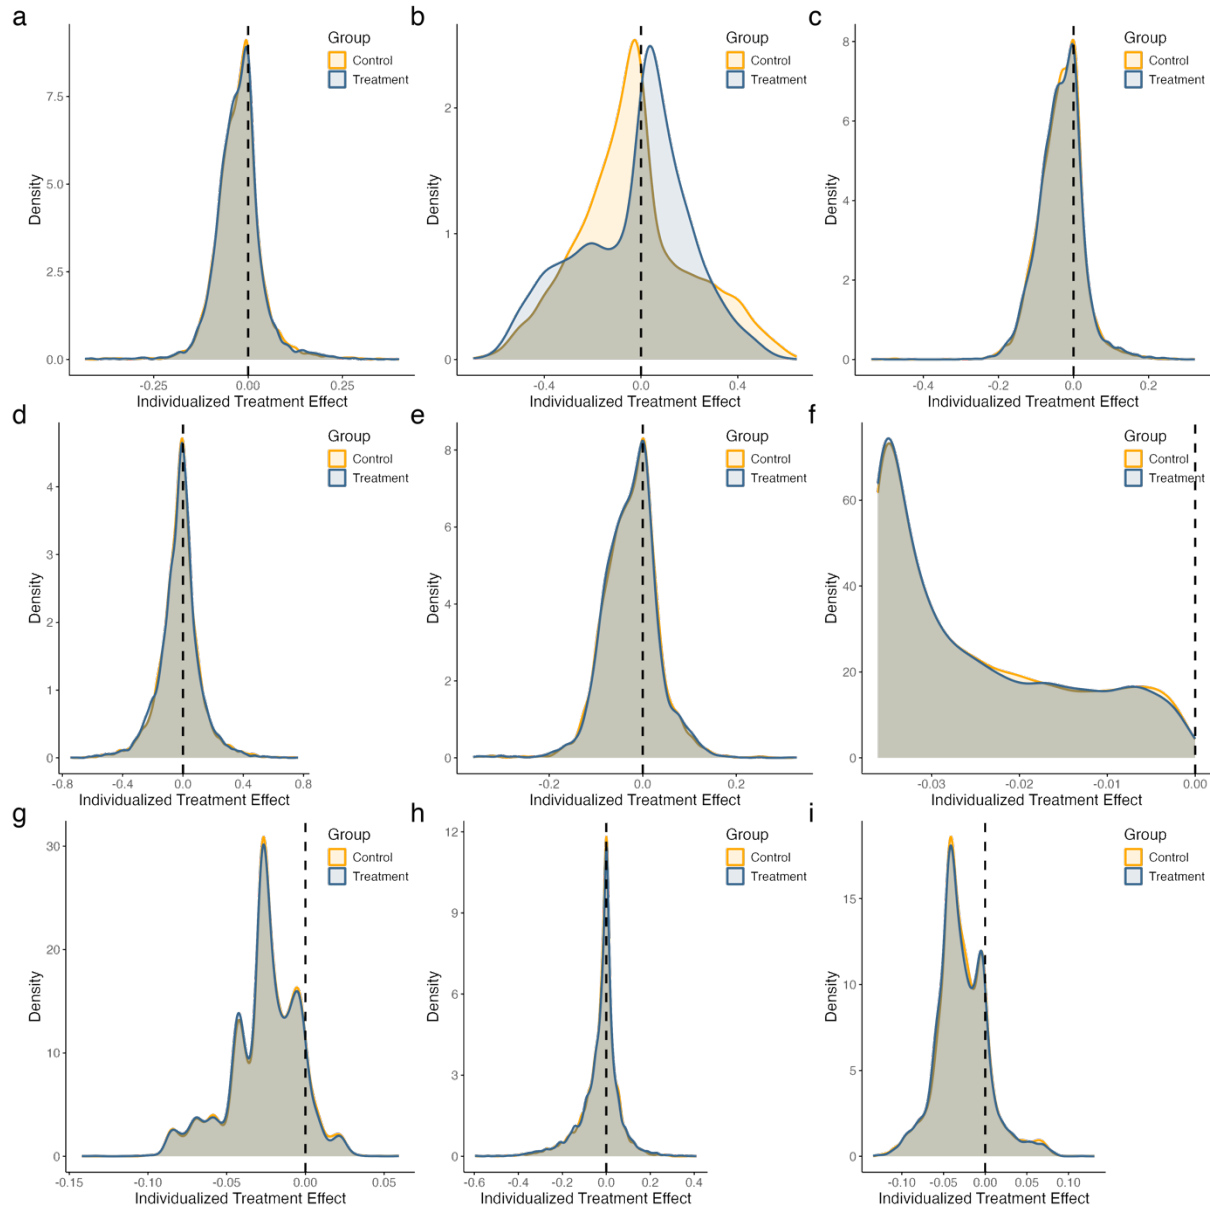 a
Group
Control
Treatment
7.5
5.0
2.5
0.0
Density
-0.25
0.00
0.25
Individualized Treatment Effect
b
Group
Control
Treatment
2
1
0
Density
-0.4
0.0
0.4
Individualized Treatment Effect
c
Group
Control
Treatment
8
6
4
2
0
Density
-0.4
-0.2
0.0
0.2
Individualized Treatment Effect
d
Group
Control
Treatment
4
3
2
1
0
Density
-0.8
-0.4
0.0
0.4
0.8
Individualized Treatment Effect
e
Group
Control
Treatment
8
6
4
2
0
Density
-0.2
0.0
0.2
Individualized Treatment Effect
f
Group
Control
Treatment
60
40
20
0
Density
-0.03
-0.02
-0.01
0.00
Individualized Treatment Effect
g
Group
Control
Treatment
30
20
10
0
Density
-0.15
-0.10
-0.05
0.00
0.05
Individualized Treatment Effect
h
Group
Control
Treatment
12
9
6
3
0
Density
-0.6
-0.4
-0.2
0.0
0.2
0.4
Individualized Treatment Effect
i
Group
Control
Treatment
15
10
5
0
Density
-0.10
-0.05
0.00
0.05
0.10
Individualized Treatment Effect